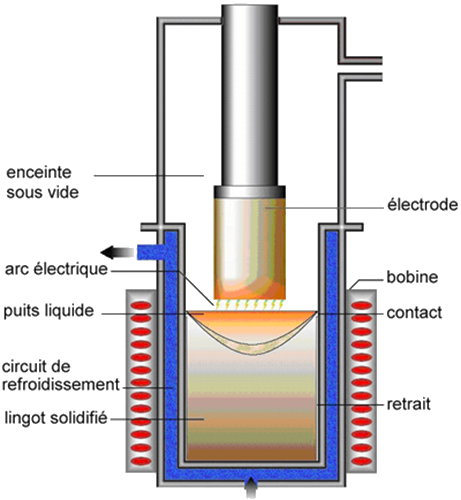 enceinte
sous vide
électrode
arc électrique
bobine
puits liquide
contact
circuit de
refroidissement
retrait
lingot solidifié